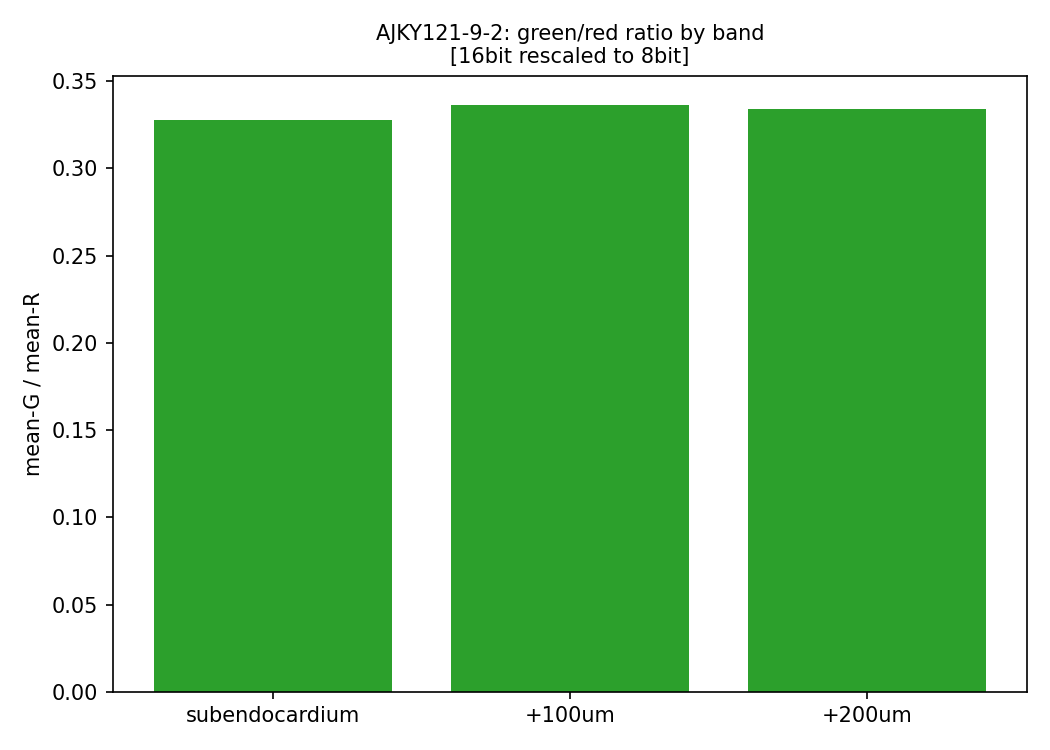 AJKY121-9-2: green/red ratio by band
[16bit rescaled to 8bit]
mean-G / mean-R
0.35
0.30
0.25
0.20
0.15
0.10
0.05
0.00
subendocardium
+100um
+200um